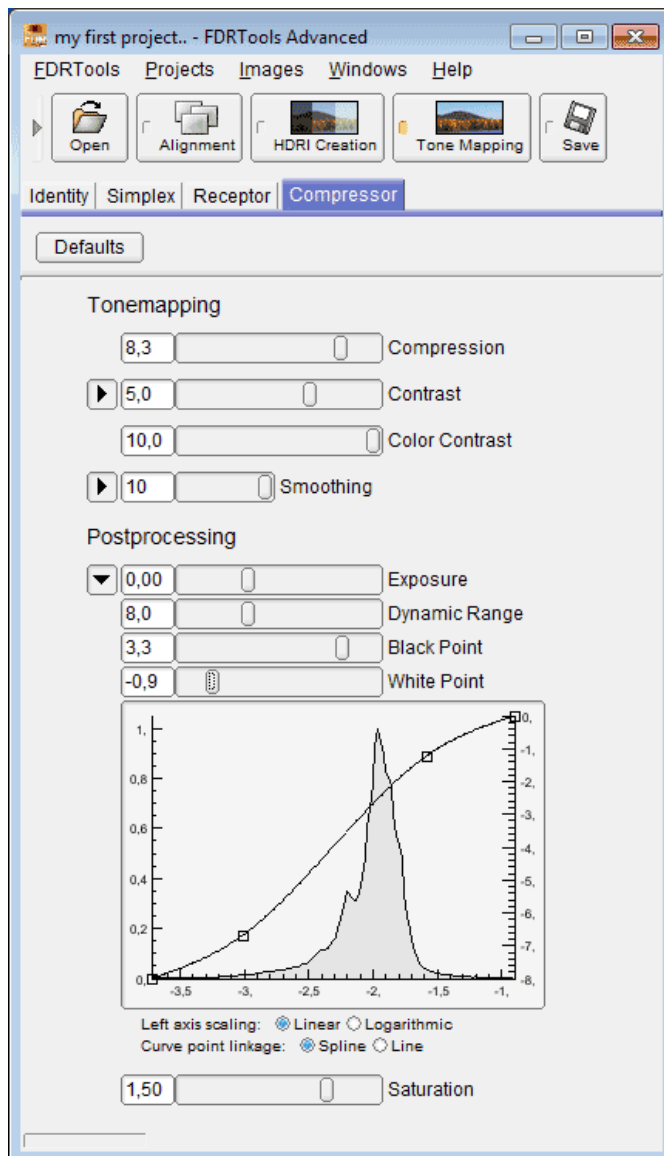 my first project.. - FDRTools Advanced
FDRTools Projects Images Windows Help
Open Alignment HDRI Creation Tone Mapping Save
Identity Simplex Receptor Compressor
Defaults
Tonemapping
8,3 Compression
5,0 Contrast
10,0 Color Contrast
10 Smoothing
Postprocessing
0,00 Exposure
8,0 Dynamic Range
3,3 Black Point
-0,9 White Point
1, 0,
-1,
0,8 -2,
-3,
0,6
-4,
0,4 -5,
-6,
0,2
-7,
0, -8,
-3,5 -3, -2,5 -2, -1,5 -1,
Left axis scaling: Linear Logarithmic
Curve point linkage: Spline Line
1,50 Saturation